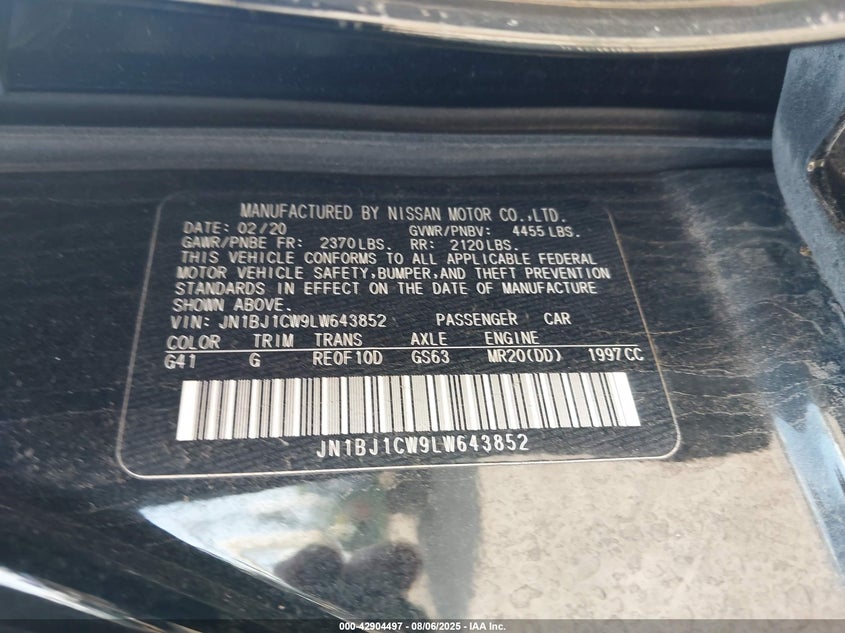 MANUFACTURED BY NISSAN MOTOR CO.,LTD.
DATE: 02/20 GVWR/PNBV: 4455 LBS.
GAWR/PNBE FR: 2370 LBS. RR: 2120 LBS.
THIS VEHICLE CONFORMS TO ALL APPLICABLE FEDERAL
MOTOR VEHICLE SAFETY, BUMPER, AND THEFT PREVENTION
STANDARDS IN EFFECT ON THE DATE OF MANUFACTURE
SHOWN ABOVE.
VIN: JN1BJ1CW9LW643852 PASSENGER CAR
COLOR TRIM TRANS AXLE ENGINE
G41 G RE0F10D GS63 MR20(DD) 1997CC
JN1BJ1CW9LW643852
000-42904497 - 08/06/2025 - IAA Inc.